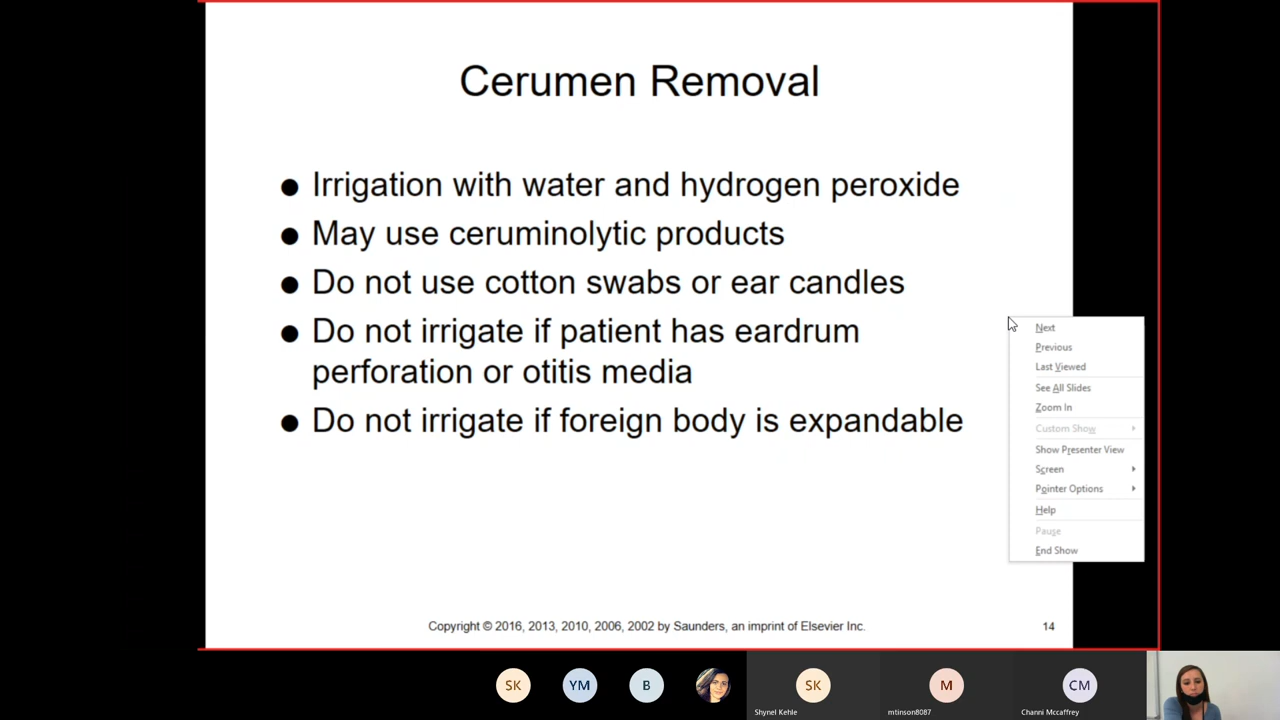 Cerumen Removal
● Irrigation with water and hydrogen peroxide
● May use ceruminolytic products
● Do not use cotton swabs or ear candles
● Do not irrigate if patient has eardrum
perforation or otitis media
● Do not irrigate if foreign body is expandable
Next
Previous
Last Viewed
See All Slides
Zoom In
Custom Show
Show Presenter View
Screen
Pointer Options
Help
Pause
End Show
Copyright © 2016, 2013, 2010, 2006, 2002 by Saunders, an imprint of Elsevier Inc.
14
SK
YM
B
SK
M
CM
Shynel Kehle
mtinson8087
Channi Mccaffrey